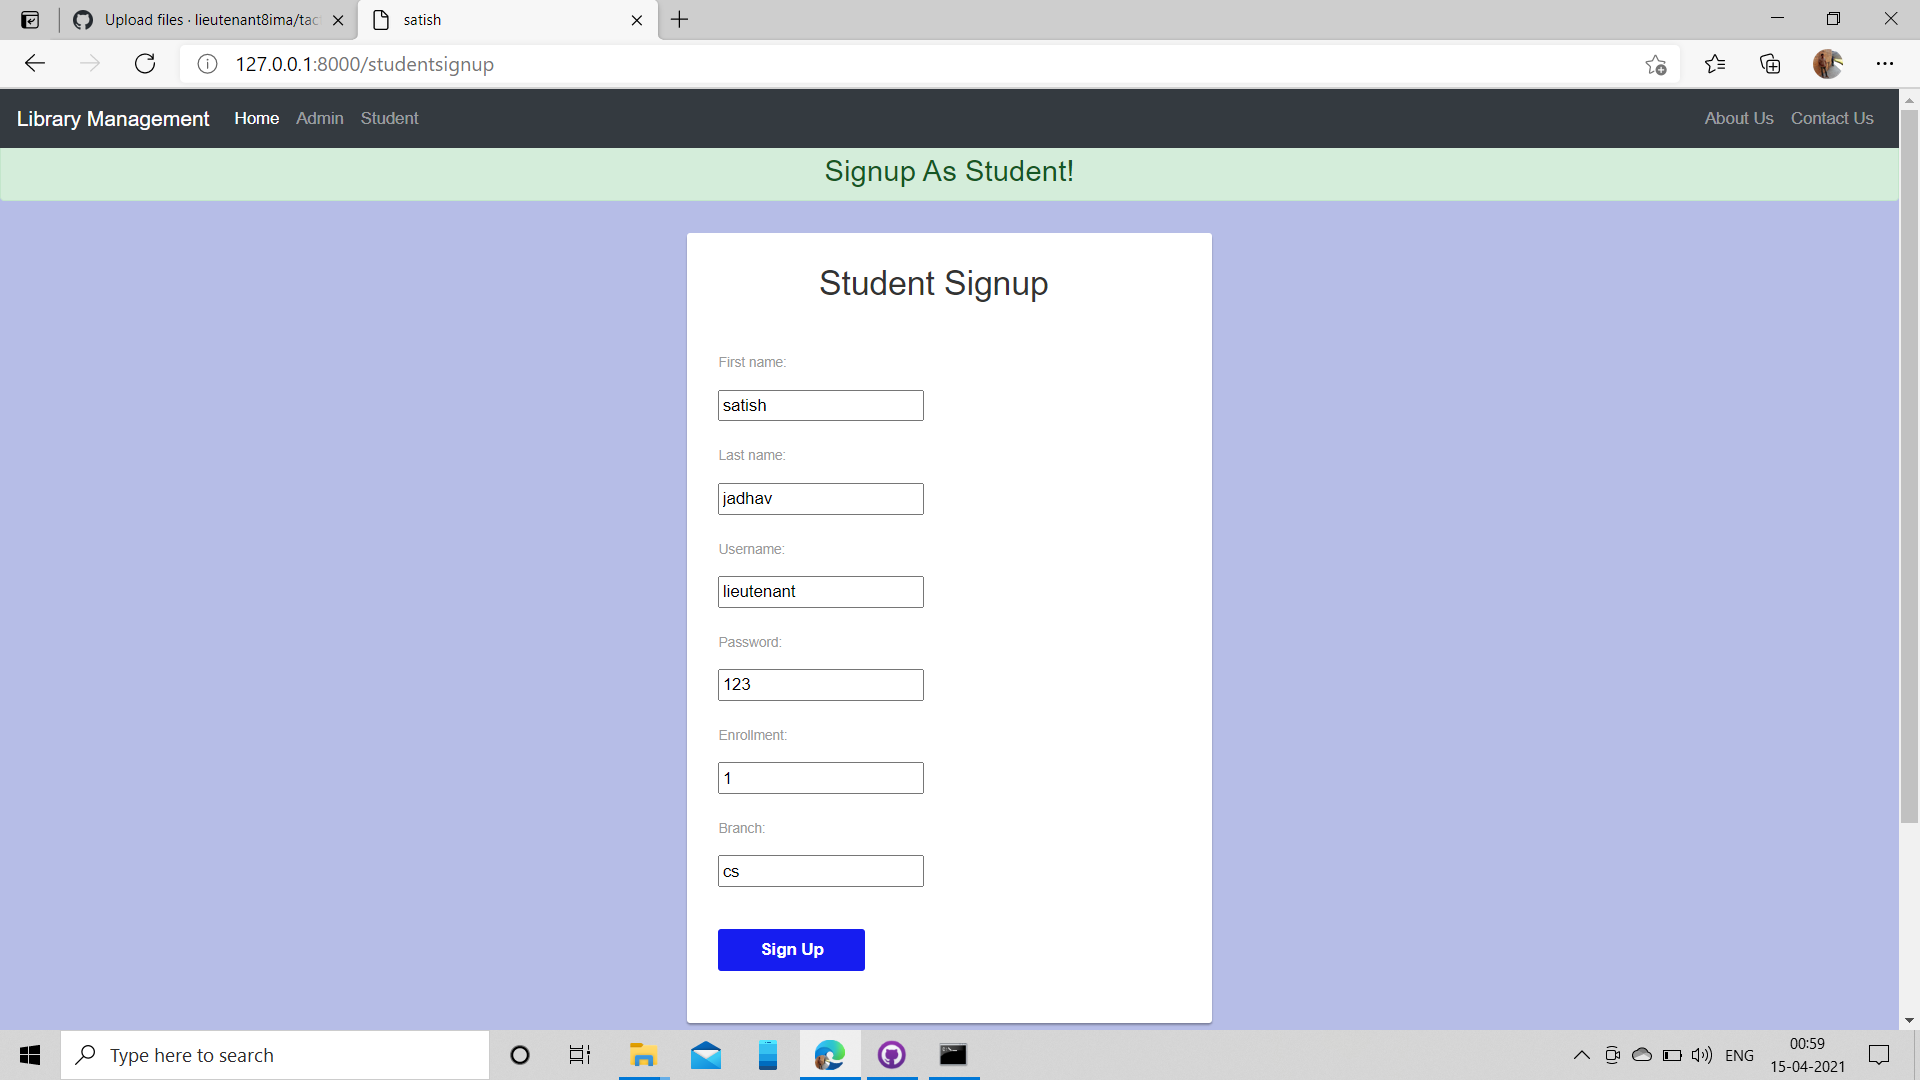 Upload files · lieutenant8ima/tac
satish
127.0.0.1:8000/studentsignup
Library Management Home Admin Student About Us Contact Us
Signup As Student!
Student Signup
First name:
satish
Last name:
jadhav
Username:
lieutenant
Password:
123
Enrollment:
1
Branch:
cs
Sign Up
Type here to search
ENG
00:59
15-04-2021